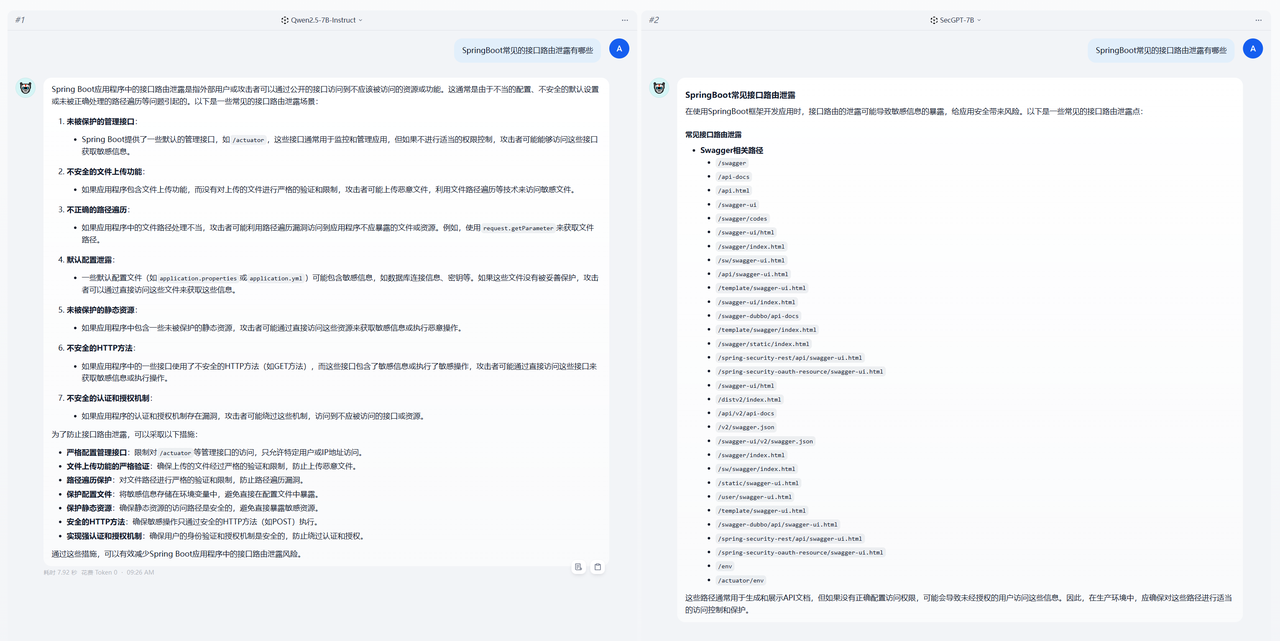 #1
Qwen2.5-7B-Instruct
SpringBoot常见的接口路由泄露有哪些
A
Spring Boot应用程序中的接口路由泄露是指外部用户或攻击者可以通过公开的接口访问到不应该被访问的资源或功能。这通常是由于不当的配置、不安全的默认设置
或未被正确处理的路径遍历等问题引起的。以下是一些常见的接口路由泄露场景：
1. 未被保护的管理接口：
• Spring Boot提供了一些默认的管理接口，如 /actuator ，这些接口通常用于监控和管理应用，但如果不进行适当的权限控制，攻击者可能能够访问这些接口
获取敏感信息。
2. 不安全的文件上传功能：
• 如果应用程序包含文件上传功能，而没有对上传的文件进行严格的验证和限制，攻击者可能上传恶意文件，利用文件路径遍历等技术来访问敏感文件。
3. 不正确的路径遍历：
• 如果应用程序中的文件路径处理不当，攻击者可能利用路径遍历漏洞访问到应用程序不应暴露的文件或资源。例如，使用 request.getParameter 来获取文件
路径。
4. 默认配置泄露：
• 一些默认配置文件（如 application.properties 或 application.yml ）可能包含敏感信息，如数据库连接信息、密钥等。如果这些文件没有被妥善保护，攻击
者可以通过直接访问这些文件来获取这些信息。
5. 未被保护的静态资源：
• 如果应用程序中包含一些未被保护的静态资源，攻击者可能通过直接访问这些资源来获取敏感信息或执行恶意操作。
6. 不安全的HTTP方法：
• 如果应用程序中的一些接口使用了不安全的HTTP方法（如GET方法），而这些接口包含了敏感信息或执行了敏感操作，攻击者可能通过直接访问这些接口来
获取敏感信息或执行操作。
7. 不安全的认证和授权机制：
• 如果应用程序的认证和授权机制存在漏洞，攻击者可能绕过这些机制，访问到不应被访问的接口或资源。
为了防止接口路由泄露，可以采取以下措施：
• 严格配置管理接口：限制对 /actuator 等管理接口的访问，只允许特定用户或IP地址访问。
• 文件上传功能的严格验证：确保上传的文件经过严格的验证和限制，防止上传恶意文件。
• 路径遍历保护：对文件路径进行严格的验证和限制，防止路径遍历漏洞。
• 保护配置文件：将敏感信息存储在环境变量中，避免直接在配置文件中暴露。
• 保护静态资源：确保静态资源的访问路径是安全的，避免直接暴露敏感资源。
• 安全的HTTP方法：确保敏感操作只通过安全的HTTP方法（如POST）执行。
• 实现强认证和授权机制：确保用户的身份验证和授权机制是安全的，防止绕过认证和授权。
通过这些措施，可以有效减少Spring Boot应用程序中的接口路由泄露风险。
耗时 7.92 秒 花费 Token 0 · 09:26 AM
#2
SecGPT-7B
SpringBoot常见的接口路由泄露有哪些
A
SpringBoot常见接口路由泄露
在使用SpringBoot框架开发应用时，接口路由的泄露可能导致敏感信息的暴露，给应用安全带来风险。以下是一些常见的接口路由泄露点：
常见接口路由泄露
• Swagger相关路径
• /swagger
• /api-docs
• /api.html
• /swagger-ui
• /swagger/codes
• /swagger-ui/html
• /swagger/index.html
• /sw/swagger-ui.html
• /api/swagger-ui.html
• /template/swagger-ui.html
• /swagger-ui/index.html
• /swagger-dubbo/api-docs
• /template/swagger/index.html
• /swagger/static/index.html
• /spring-security-rest/api/swagger-ui.html
• /spring-security-oauth-resource/swagger-ui.html
• /swagger-ui/html
• /distv2/index.html
• /api/v2/api-docs
• /v2/swagger.json
• /swagger-ui/v2/swagger.json
• /swagger/index.html
• /sw/swagger/index.html
• /static/swagger-ui.html
• /user/swagger-ui.html
• /template/swagger-ui.html
• /swagger-dubbo/api/swagger-ui.html
• /spring-security-rest/api/swagger-ui.html
• /spring-security-oauth-resource/swagger-ui.html
• /env
• /actuator/env
这些路径通常用于生成和展示API文档，但如果没有正确配置访问权限，可能会导致未经授权的用户访问这些信息。因此，在生产环境中，应确保对这些路径进行适当
的访问控制和保护。